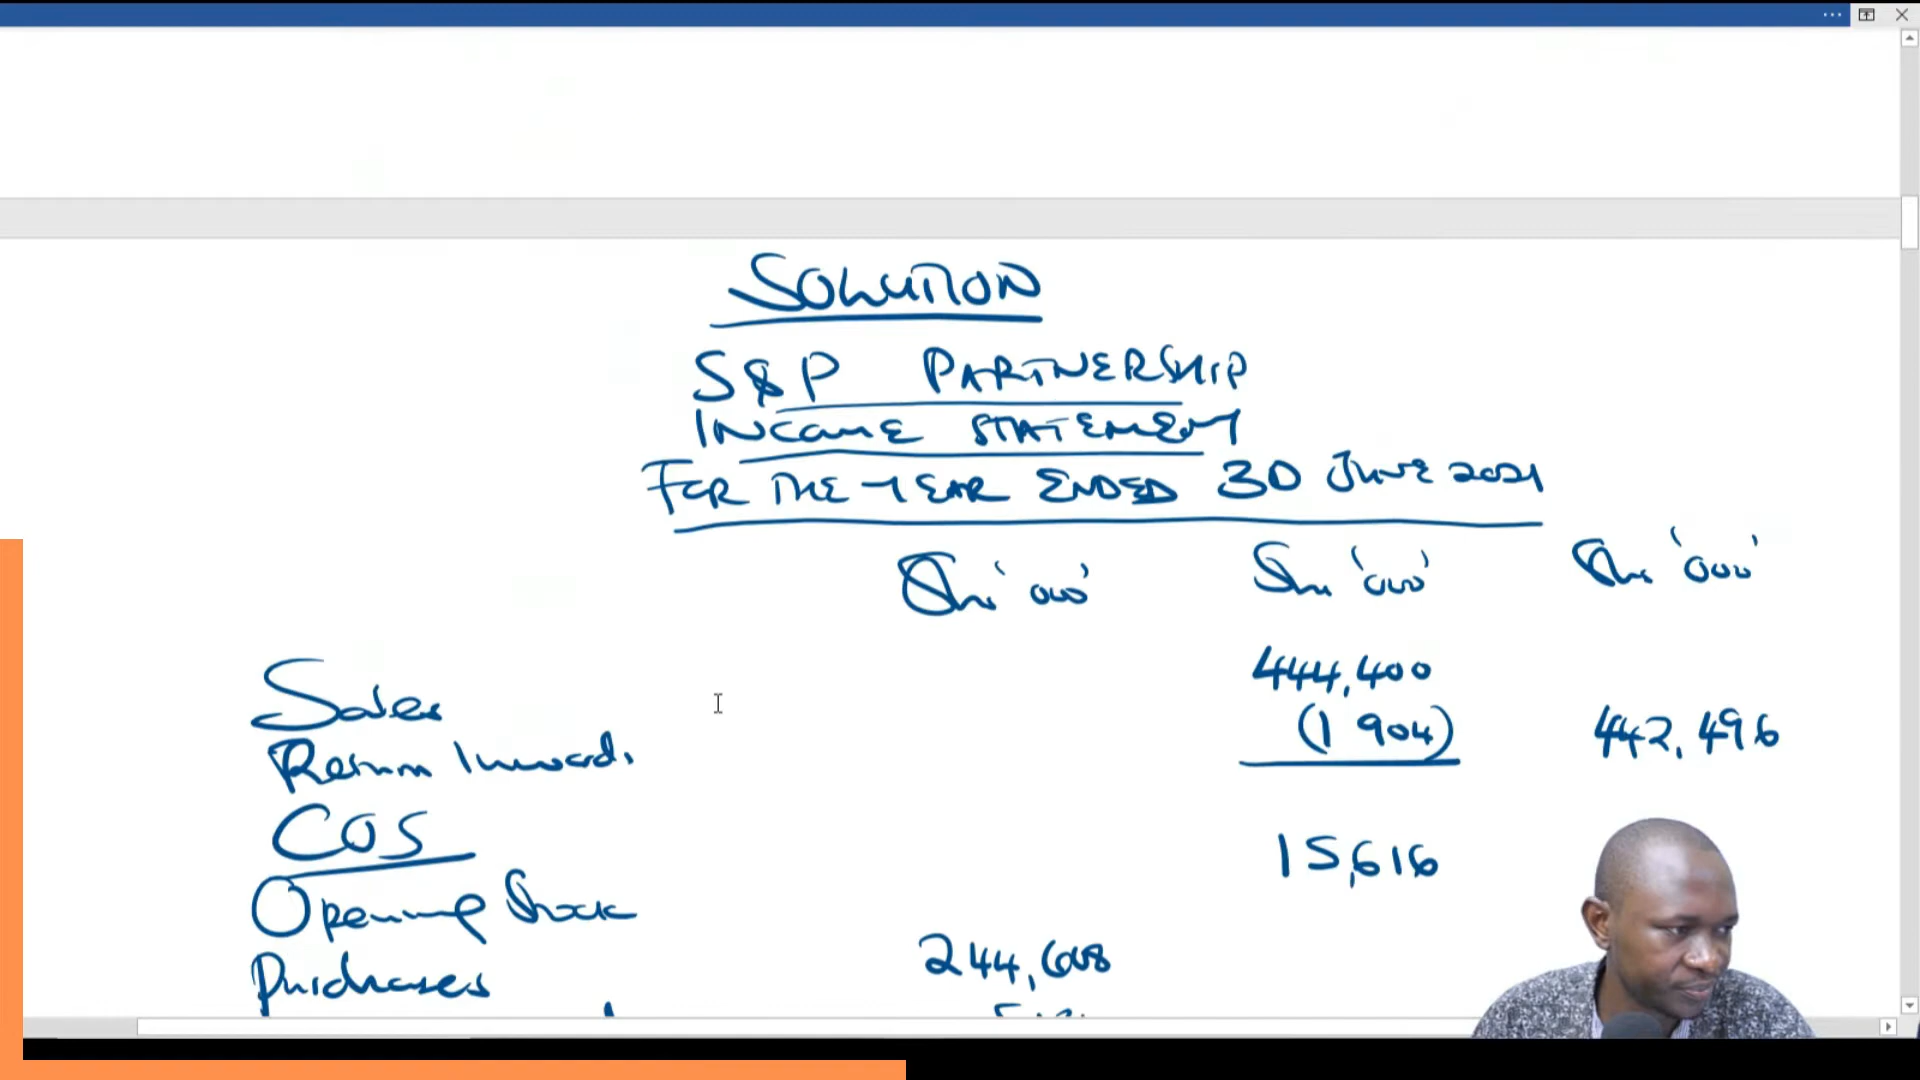 SOLUTION
S&P PARTNERSHIP
INCOME STATEMENT
FOR THE YEAR ENDED 30 JUNE 2021
Shs '000' Shs '000' Shs '000'
Sales 444,400
Return Inwards (1 904) 442,496
COS
Opening Stock 15,616
Purchases 244,608